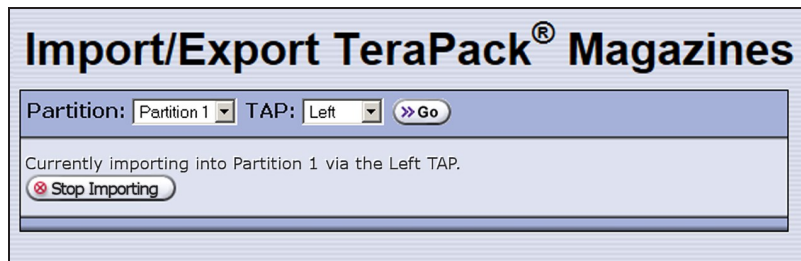 Import/Export TeraPack® Magazines
Partition: Partition 1 TAP: Left »Go
Currently importing into Partition 1 via the Left TAP.
Stop Importing